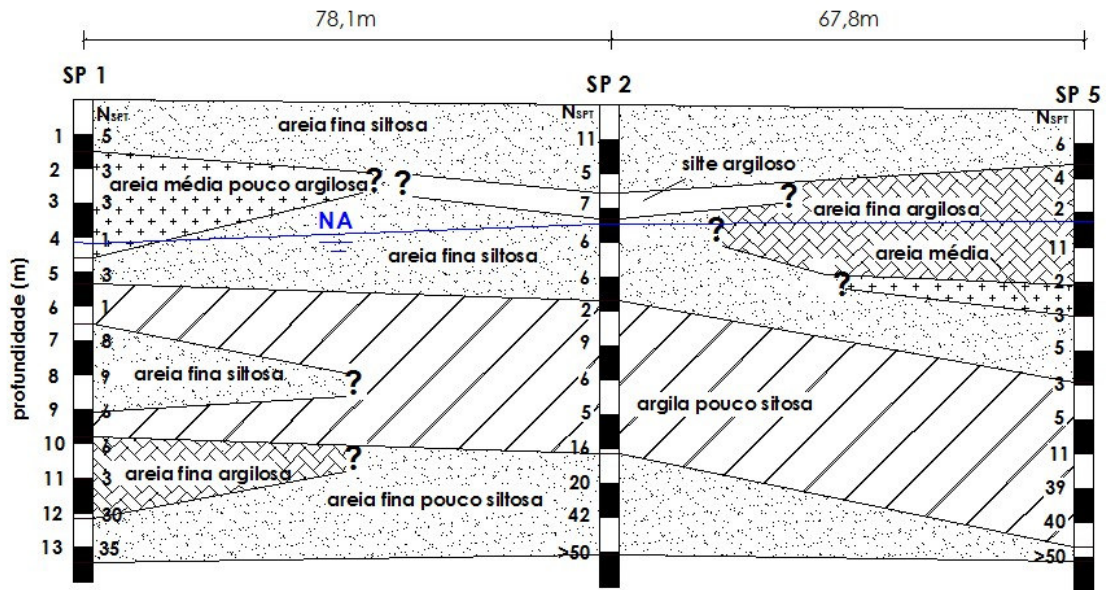 78,1m
67,8m
SP 1
SP 2
SP 5
NSPT
NSPT
NSPT
profundidade (m)
1
2
3
4
5
6
7
8
9
10
11
12
13
5
3
3
1
3
1
8
9
6
6
3
30
35
11
5
7
6
6
2
9
6
5
16
20
42
>50
6
4
2
11
2
3
5
3
5
11
39
40
>50
areia fina siltosa
areia média pouco argilosa
?
?
NA
areia fina siltosa
silte argiloso
?
?
areia fina argilosa
areia média
?
areia fina siltosa
?
argila pouco sitosa
areia fina argilosa
?
areia fina pouco siltosa